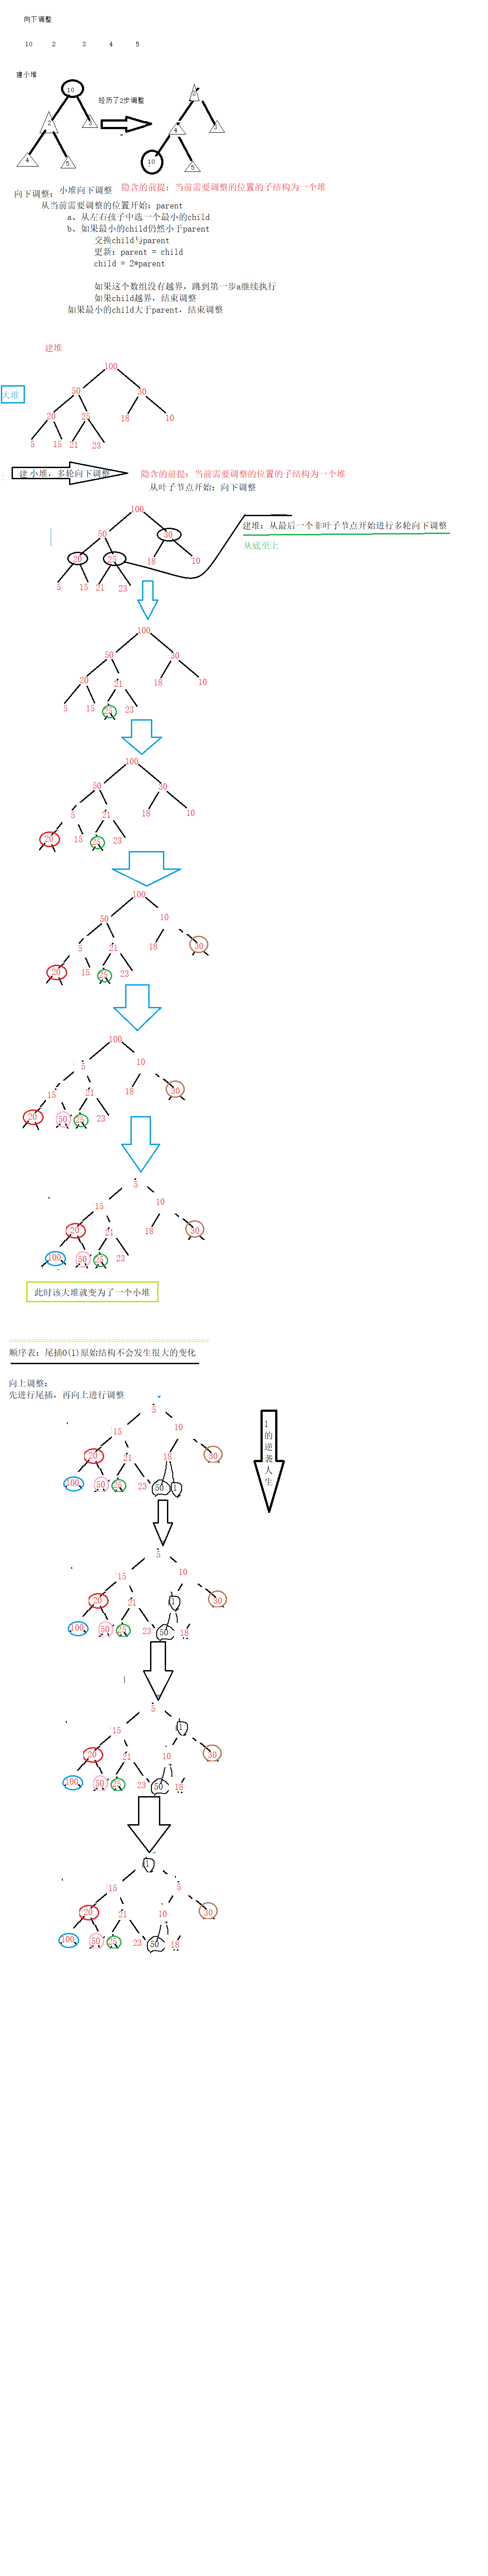 向下调整
10 2 3 4 5
建小堆
10
经历了2步调整
2
2 3
4 3
4 5
10 5
向下调整: 小堆向下调整 隐含的前提: 当前需要调整的位置的子结构为一个堆
从当前需要调整的位置开始: parent
a、从左右孩子中选一个最小的child
b、如果最小的child仍然小于parent
交换child与parent
更新: parent = child
child = 2*parent
如果这个数组没有越界, 跳到第一步a继续执行
如果child越界, 结束调整
如果最小的child大于parent, 结束调整
建堆
100
大堆
50 30
20 25 18 10
5 15 21 23
建小堆, 多轮向下调整
隐含的前提: 当前需要调整的位置的子结构为一个堆
从叶子节点开始: 向下调整
100
建堆: 从最后一个非叶子节点开始进行多轮向下调整
50 30
从底至上
20 25 18 10
5 15 21 23
100
50 30
20 21 18 10
5 15 25 23
100
50 30
5 21 18 10
20 15 25 23
100
50 10
5 21 18 30
20 15 25 23
100
5 10
15 21 18 30
20 50 25 23
5
15 10
20 21 18 30
100 50 25 23
此时该大堆就变为了一个小堆
顺序表: 尾插O(1)原始结构不会发生很大的变化
向上调整:
先进行尾插, 再向上进行调整
5
15 10
20 21 18 30
100 50 25 23 50 1
1
的
逆
袭
人
生
5
15 10
20 21 1 30
100 50 25 23 50 18
5
15 1
20 21 10 30
100 50 25 23 50 18
1
15 5
20 21 10 30
100 50 25 23 50 18